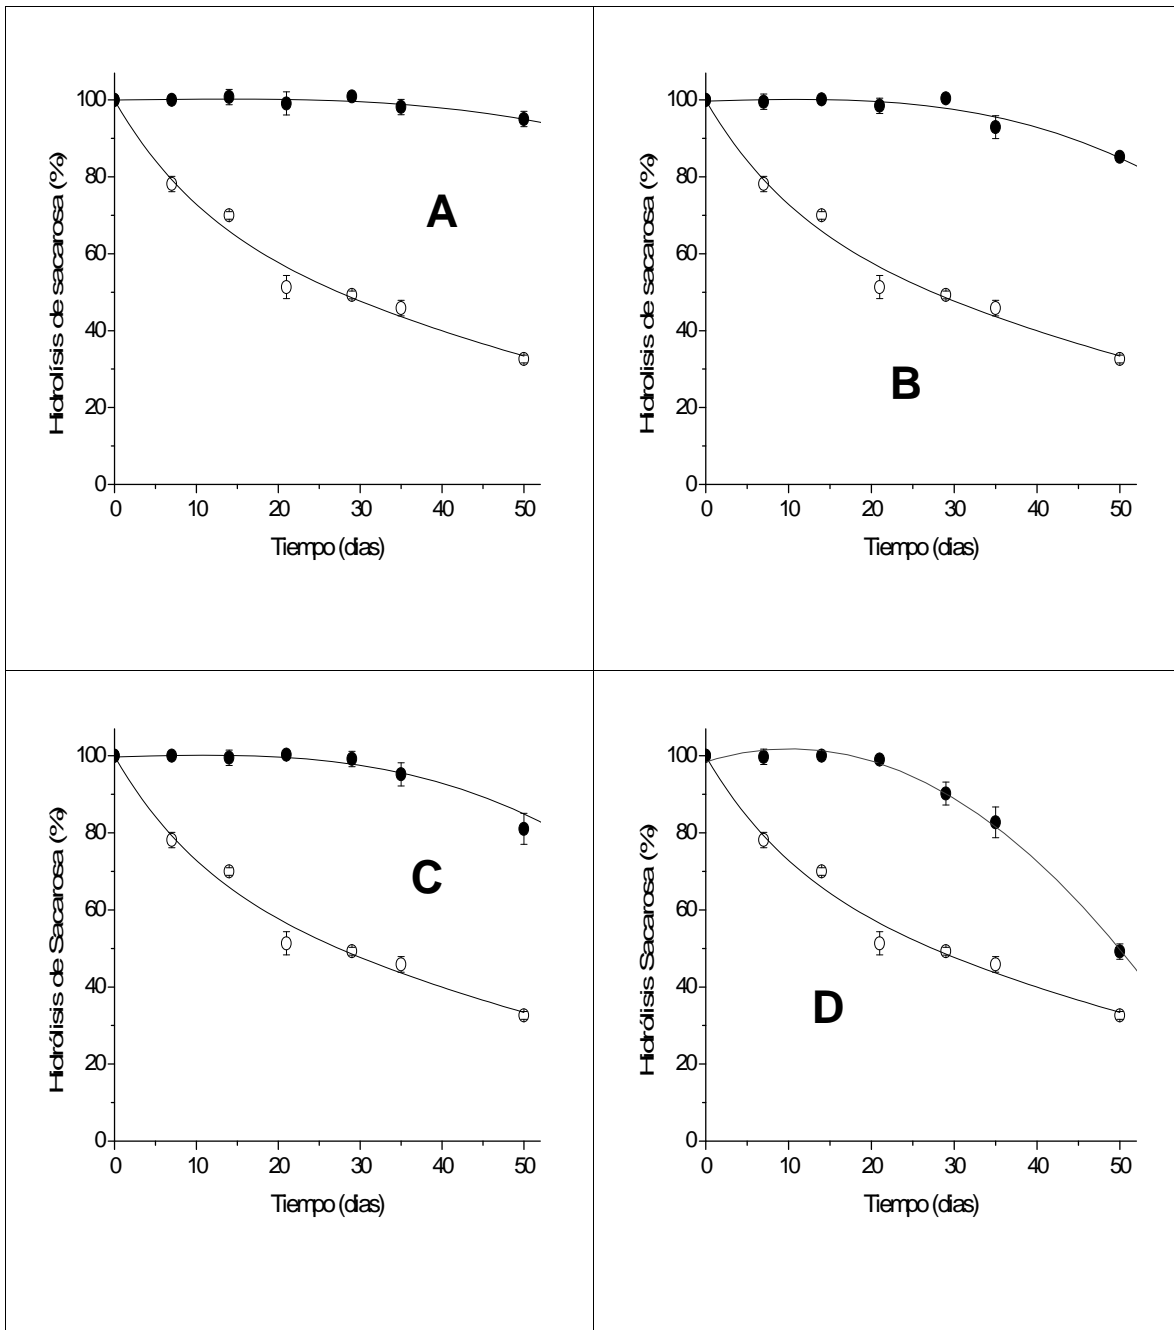 100
80
60
40
20
0
Hidrolísis de sacarosa (%)
A
0 10 20 30 40 50
Tiempo (dias)
100
80
60
40
20
0
Hidrolisis de sacarosa (%)
B
0 10 20 30 40 50
Tiempo (dias)
100
80
60
40
20
0
Hidrólisis de Sacarosa (%)
C
0 10 20 30 40 50
Tiempo (dias)
100
80
60
40
20
0
Hidrólisis Sacarosa (%)
D
0 10 20 30 40 50
Tiempo (dias)